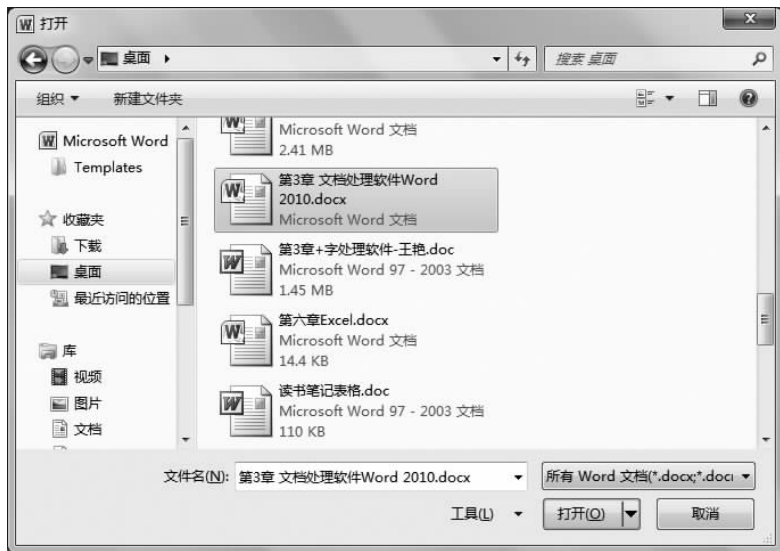 打开
桌面
搜索 桌面
组织
新建文件夹
Microsoft Word
Templates
收藏夹
下载
桌面
最近访问的位置
库
视频
图片
文档
Microsoft Word 文档
2.41 MB
第3章 文档处理软件Word
2010.docx
Microsoft Word 文档
第3章+字处理软件-王艳.doc
Microsoft Word 97 - 2003 文档
1.45 MB
第六章Excel.docx
Microsoft Word 文档
14.4 KB
读书笔记表格.doc
Microsoft Word 97 - 2003 文档
110 KB
文件名(N): 第3章 文档处理软件Word 2010.docx
所有 Word 文档(*.docx;*.doc
工具(L)
打开(O)
取消